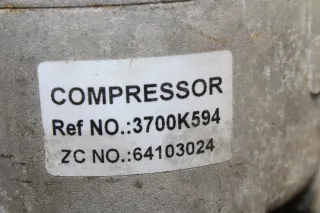 COMPRESSOR
Ref NO.:3700K594
ZC NO.:64103024